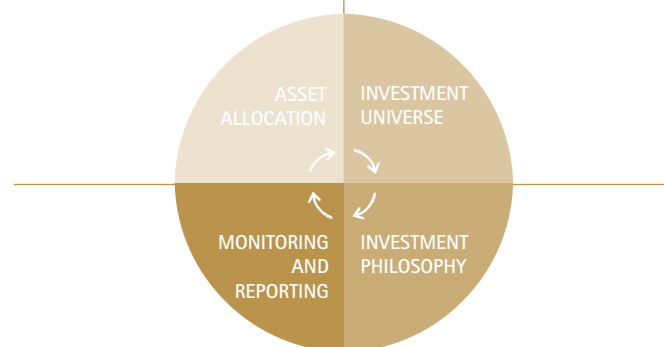 ASSET
ALLOCATION
INVESTMENT
UNIVERSE
MONITORING
AND
REPORTING
INVESTMENT
PHILOSOPHY